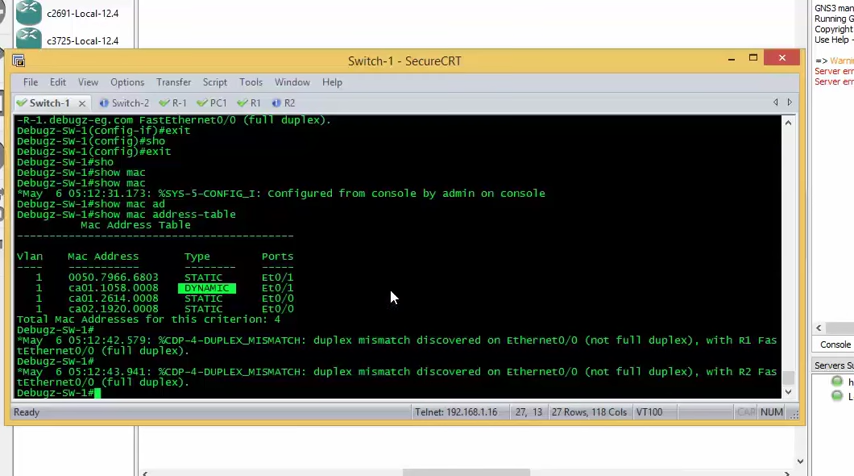 c2691-Local-12.4
c3725-Local-12.4
GNS3 man
Running G
Copyright
Use Help -
=> Warnin
Server err
Server err
Switch-1 - SecureCRT
File Edit View Options Transfer Script Tools Window Help
Switch-1 Switch-2 R-1 PC1 R1 R2
-R-1.debugz-eg.com FastEthernet0/0 (full duplex).
Debugz-SW-1(config-if)#exit
Debugz-SW-1(config)#sho
Debugz-SW-1(config)#exit
Debugz-SW-1#sho
Debugz-SW-1#show mac
Debugz-SW-1#show mac
*May  6 05:12:31.173: %SYS-5-CONFIG_I: Configured from console by admin on console
Debugz-SW-1#show mac ad
Debugz-SW-1#show mac address-table
Mac Address Table
-------------------------------------------
Vlan Mac Address Type Ports
---- ----------- -------- -----
1 0050.7966.6803 STATIC Et0/1
1 ca01.1058.0008 DYNAMIC Et0/1
1 ca01.2614.0008 STATIC Et0/0
1 ca02.1920.0008 STATIC Et0/0
Total Mac Addresses for this criterion: 4
Debugz-SW-1#
*May  6 05:12:42.579: %CDP-4-DUPLEX_MISMATCH: duplex mismatch discovered on Ethernet0/0 (not full duplex), with R1 Fas
tEthernet0/0 (full duplex).
Debugz-SW-1#
*May  6 05:12:43.941: %CDP-4-DUPLEX_MISMATCH: duplex mismatch discovered on Ethernet0/0 (not full duplex), with R2 Fas
tEthernet0/0 (full duplex).
Debugz-SW-1#
Ready Telnet: 192.168.1.16 27, 13 27 Rows, 118 Cols VT100 CAP NUM
Console
Servers Su
h
L